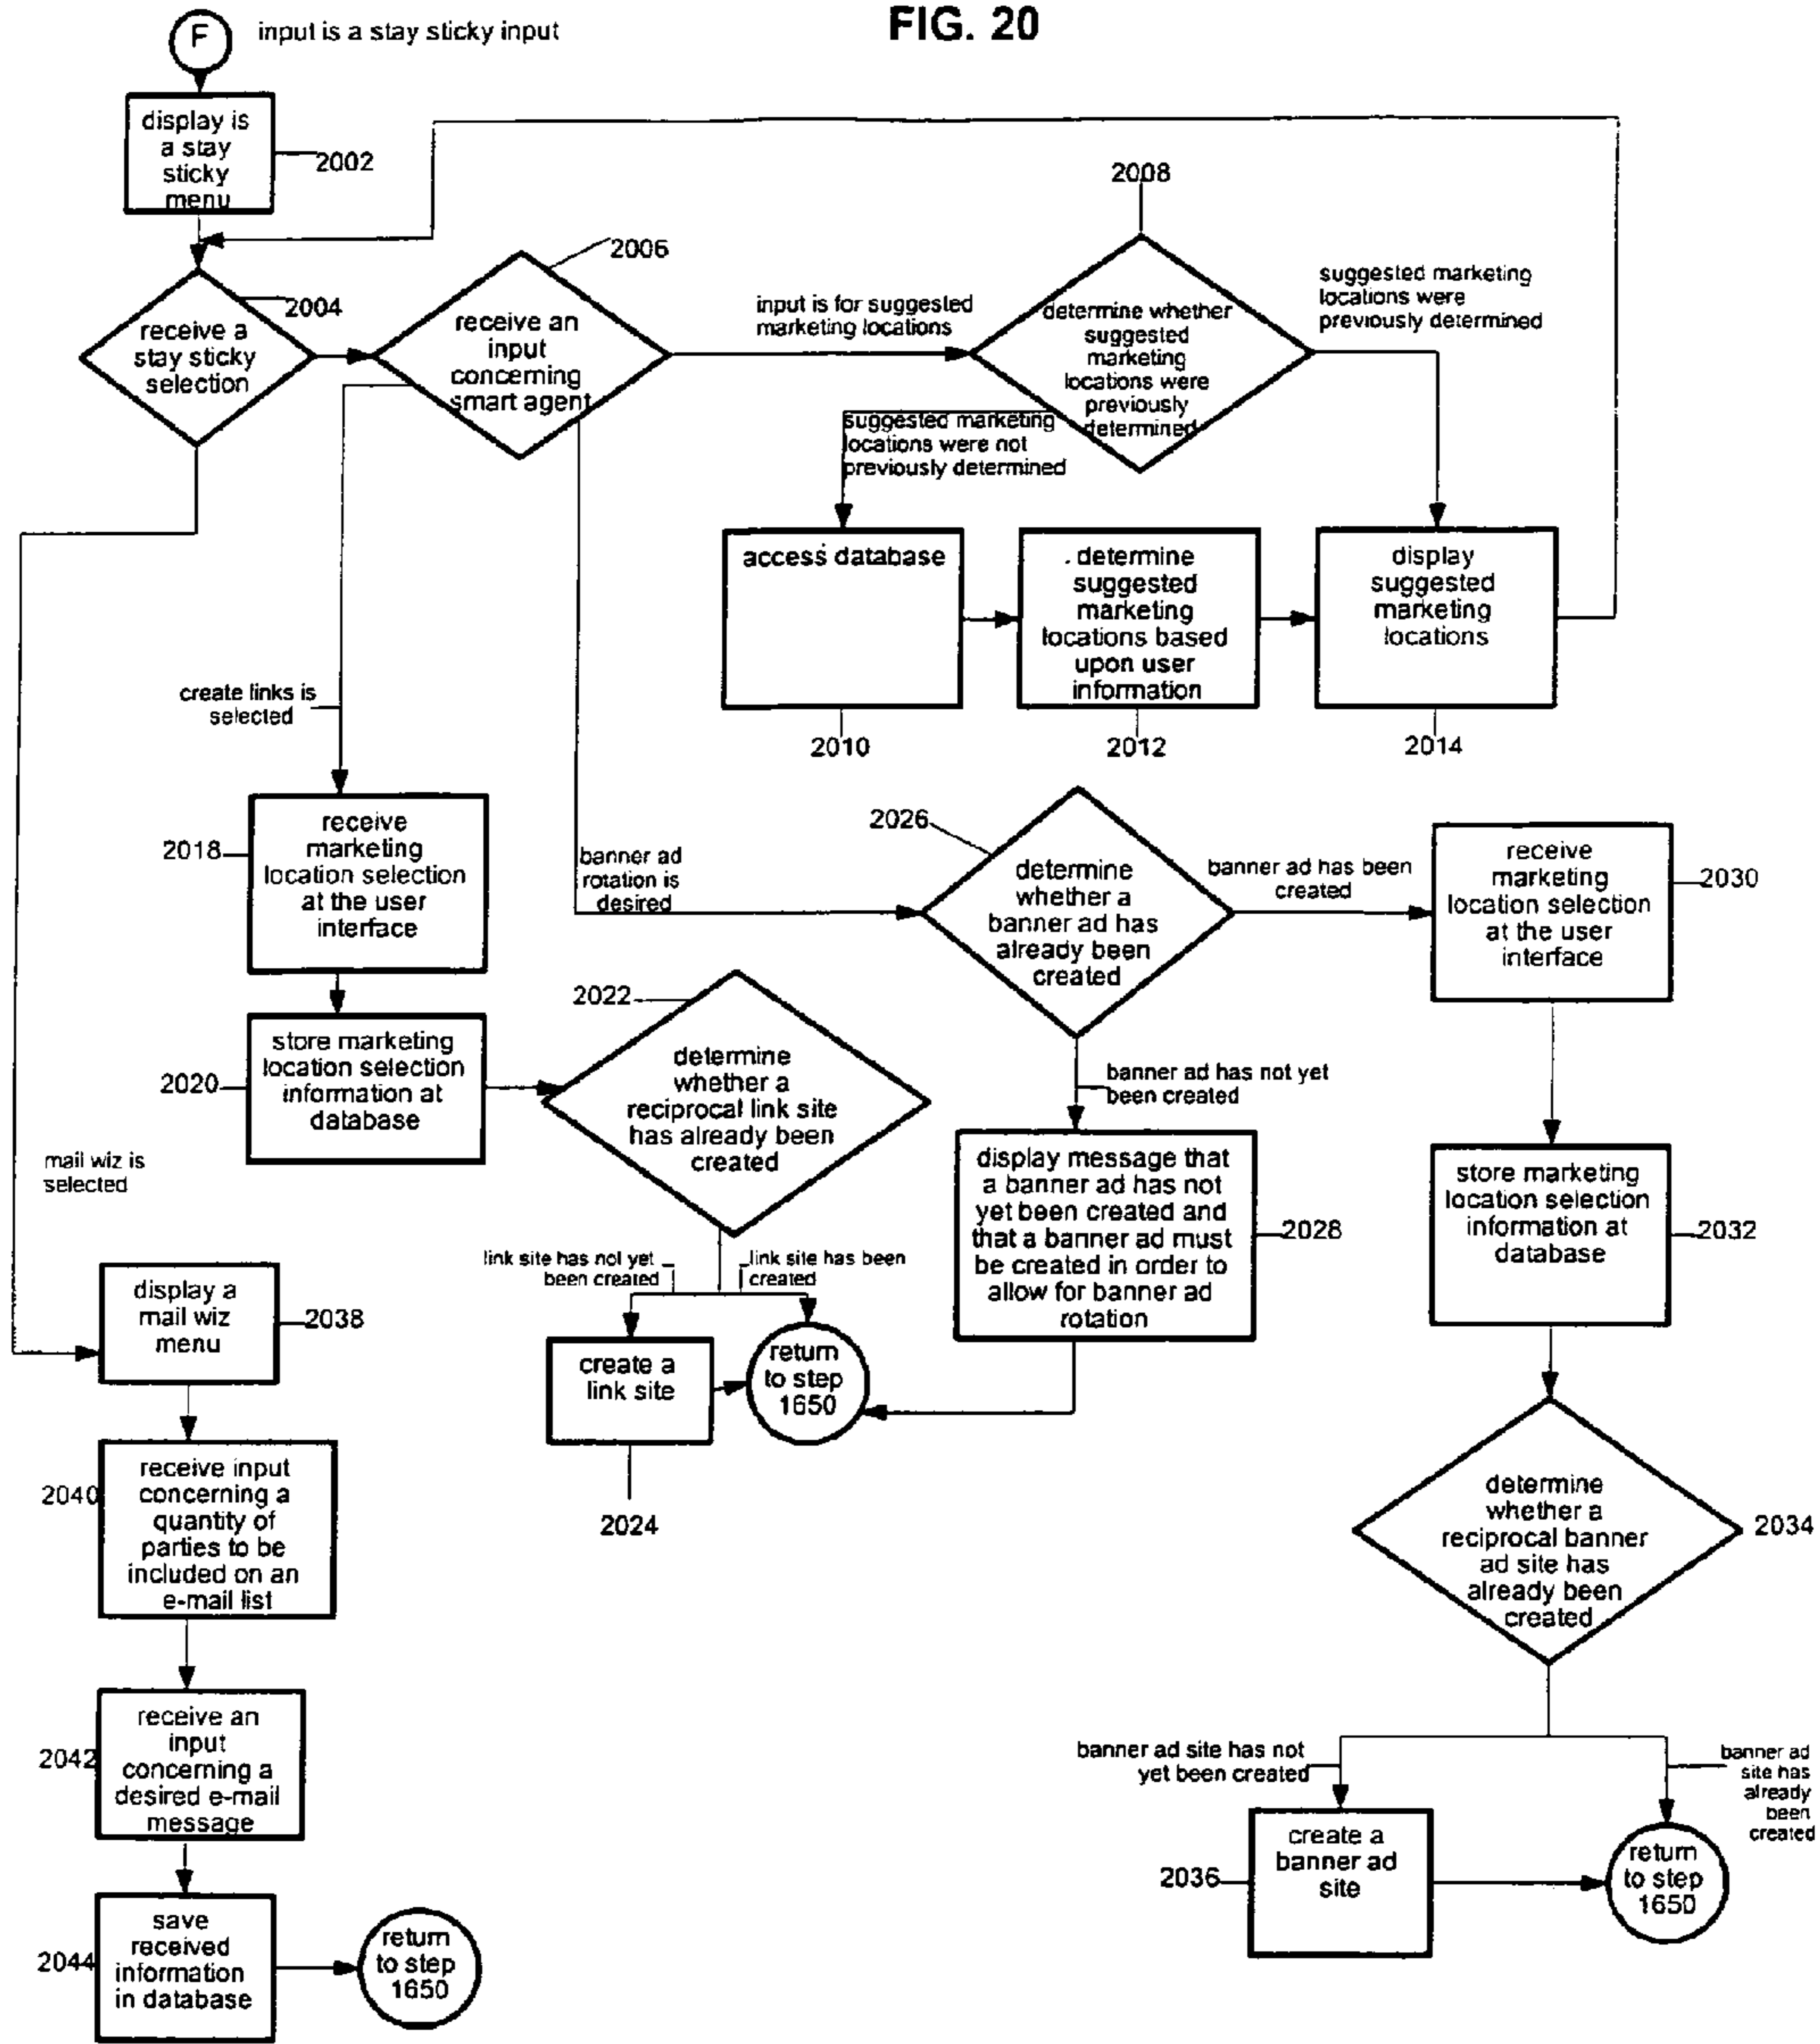 FIG. 20
F
input is a stay sticky input
display is
a stay
sticky
menu
2002
2004
receive a
stay sticky
selection
2006
receive an
input
concerning
smart agent
input is for suggested
marketing locations
2008
determine whether
suggested
marketing
locations were
previously
determined
suggested marketing
locations were
previously determined
suggested marketing
locations were not
previously determined
access database
2010
determine
suggested
marketing
locations based
upon user
information
2012
display
suggested
marketing
locations
2014
create links is
selected
2018
receive
marketing
location selection
at the user
interface
2020
store marketing
location selection
information at
database
banner ad
rotation is
desired
2022
determine
whether a
reciprocal link site
has already been
created
link site has not yet
been created
link site has been
created
create a
link site
2024
return
to step
1650
2026
determine
whether a
banner ad has
already been
created
banner ad has been
created
banner ad has not yet
been created
display message that
a banner ad has not
yet been created and
that a banner ad must
be created in order to
allow for banner ad
rotation
2028
receive
marketing
location selection
at the user
interface
2030
store marketing
location selection
information at
database
2032
determine
whether a
reciprocal banner
ad site has
already been
created
2034
banner ad site has not
yet been created
banner ad
site has
already
been
created
create a
banner ad
site
2036
return
to step
1650
mail wiz is
selected
display a
mail wiz
menu
2038
2040
receive input
concerning a
quantity of
parties to be
included on an
e-mail list
2042
receive an
input
concerning a
desired e-mail
message
2044
save
received
information
in database
return
to step
1650